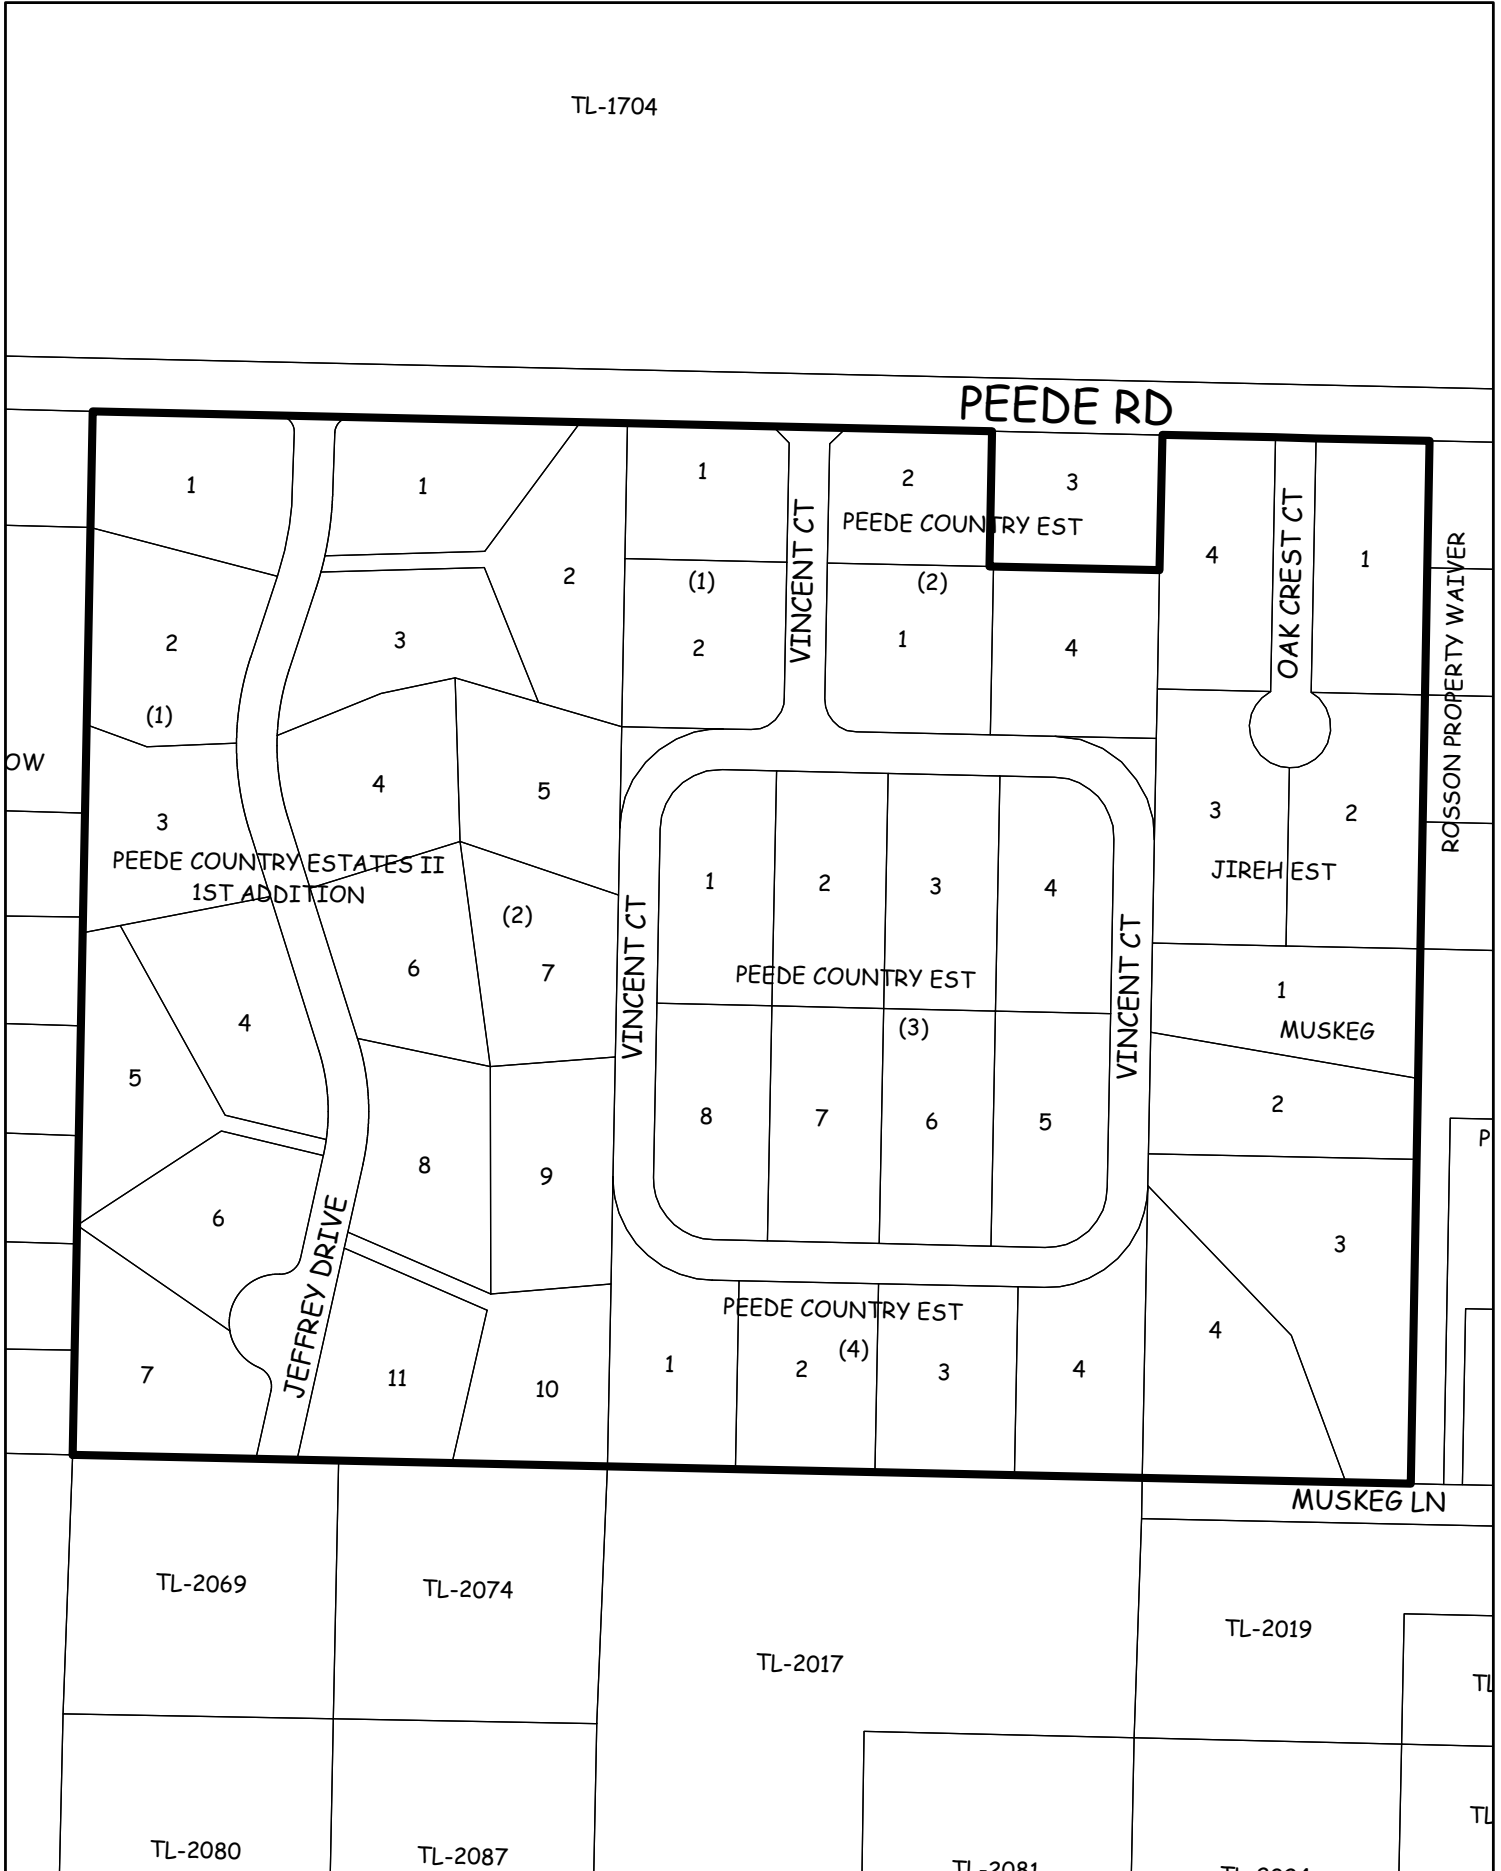 TL-1704
PEEDE RD
1
1
2
1
2
3
PEEDE COUNTRY EST
VINCENT CT
4
OAK CREST CT
1
ROSSON PROPERTY WAIVER
(1)
(2)
2
3
2
1
4
(1)
OW
4
5
3
PEEDE COUNTRY ESTATES II
1ST ADDITION
3
2
JIREH EST
1
2
3
4
(2)
6
7
VINCENT CT
PEEDE COUNTRY EST
(3)
VINCENT CT
1
MUSKEG
4
5
2
8
7
6
5
P
8
9
6
JEFFREY DRIVE
3
PEEDE COUNTRY EST
(4)
4
7
11
10
1
2
3
4
MUSKEG LN
TL-2069
TL-2074
TL-2019
TL-2017
TL
TL
TL-2080
TL-2087
TL-2081